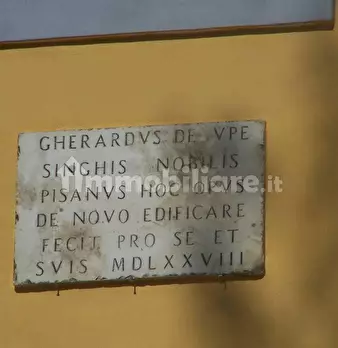 GHERARDVS DE VPE
SINGHIS NOBILIS
PISANVS HOC OPVS
DE NOVO EDIFICARE
FECIT PRO SE ET
SVIS MDLXXVIII
immobiliare.it